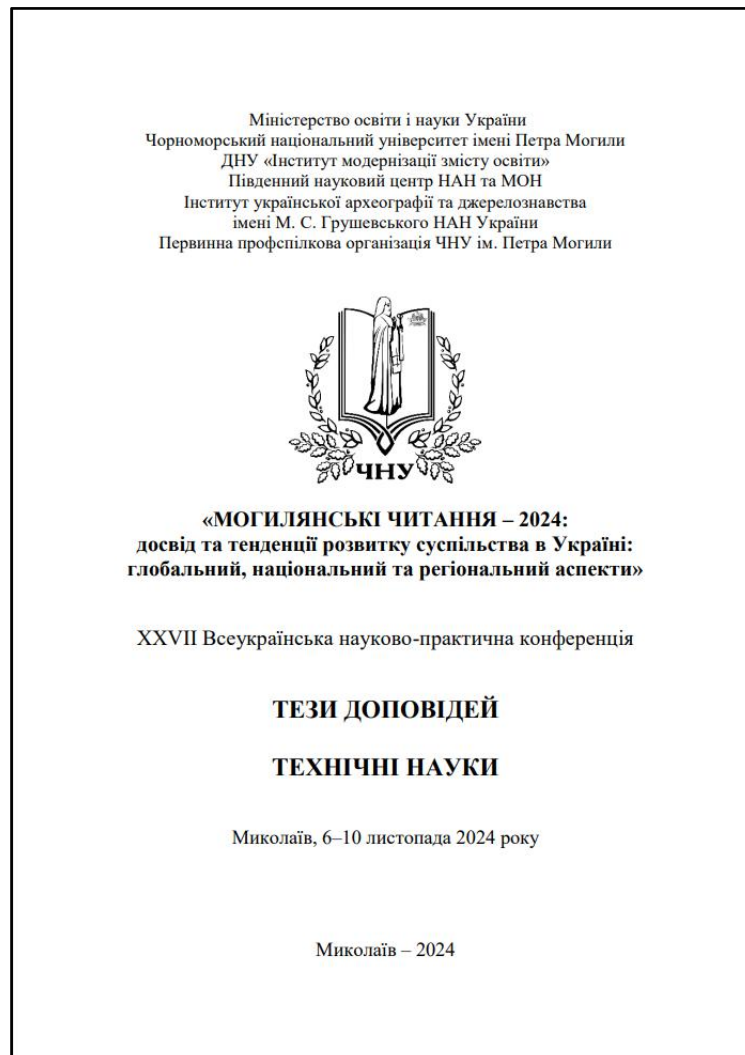 Міністерство освіти і науки України
Чорноморський національний університет імені Петра Могили
ДНУ «Інститут модернізації змісту освіти»
Південний науковий центр НАН та МОН
Інститут української археографії та джерелознавства
імені М. С. Грушевського НАН України
Первинна профспілкова організація ЧНУ ім. Петра Могили
ЧНУ
«МОГИЛЯНСЬКІ ЧИТАННЯ – 2024:
досвід та тенденції розвитку суспільства в Україні:
глобальний, національний та регіональний аспекти»
XXVII Всеукраїнська науково-практична конференція
ТЕЗИ ДОПОВІДЕЙ
ТЕХНІЧНІ НАУКИ
Миколаїв, 6–10 листопада 2024 року
Миколаїв – 2024